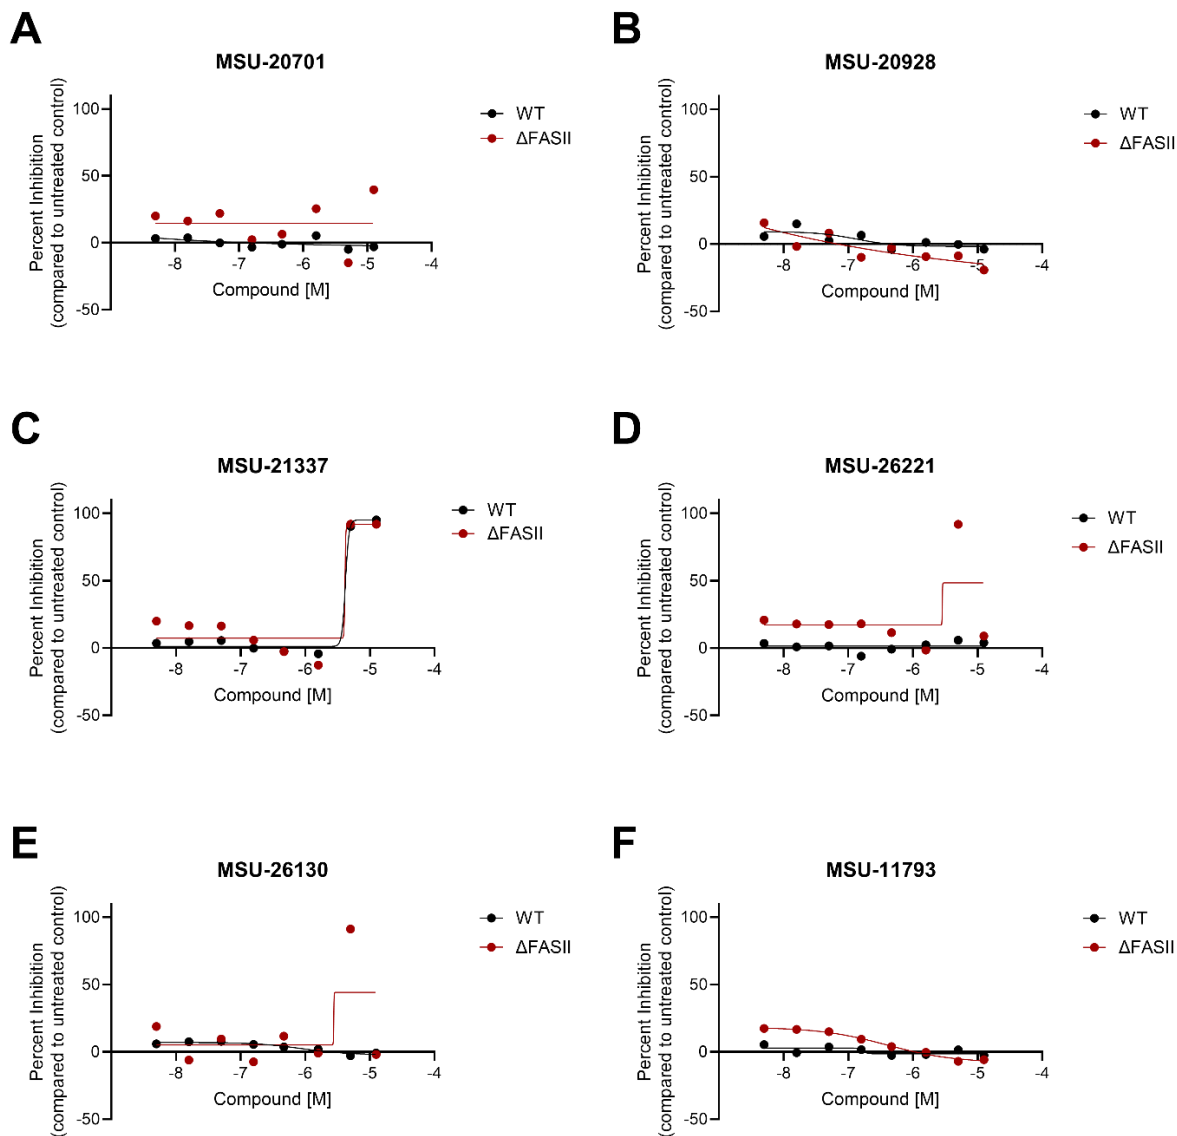 A
MSU-20701
Percent Inhibition
(compared to untreated control)
100
50
0
-50
-8
-7
-6
-5
-4
Compound [M]
WT
ΔFASII
B
MSU-20928
Percent Inhibition
(compared to untreated control)
100
50
0
-50
-8
-7
-6
-5
-4
Compound [M]
WT
ΔFASII
C
MSU-21337
Percent Inhibition
(compared to untreated control)
100
50
0
-50
-8
-7
-6
-5
-4
Compound [M]
WT
ΔFASII
D
MSU-26221
Percent Inhibition
(compared to untreated control)
100
50
0
-50
-8
-7
-6
-5
-4
Compound [M]
WT
ΔFASII
E
MSU-26130
Percent Inhibition
(compared to untreated control)
100
50
0
-50
-8
-7
-6
-5
-4
Compound [M]
WT
ΔFASII
F
MSU-11793
Percent Inhibition
(compared to untreated control)
100
50
0
-50
-8
-7
-6
-5
-4
Compound [M]
WT
ΔFASII